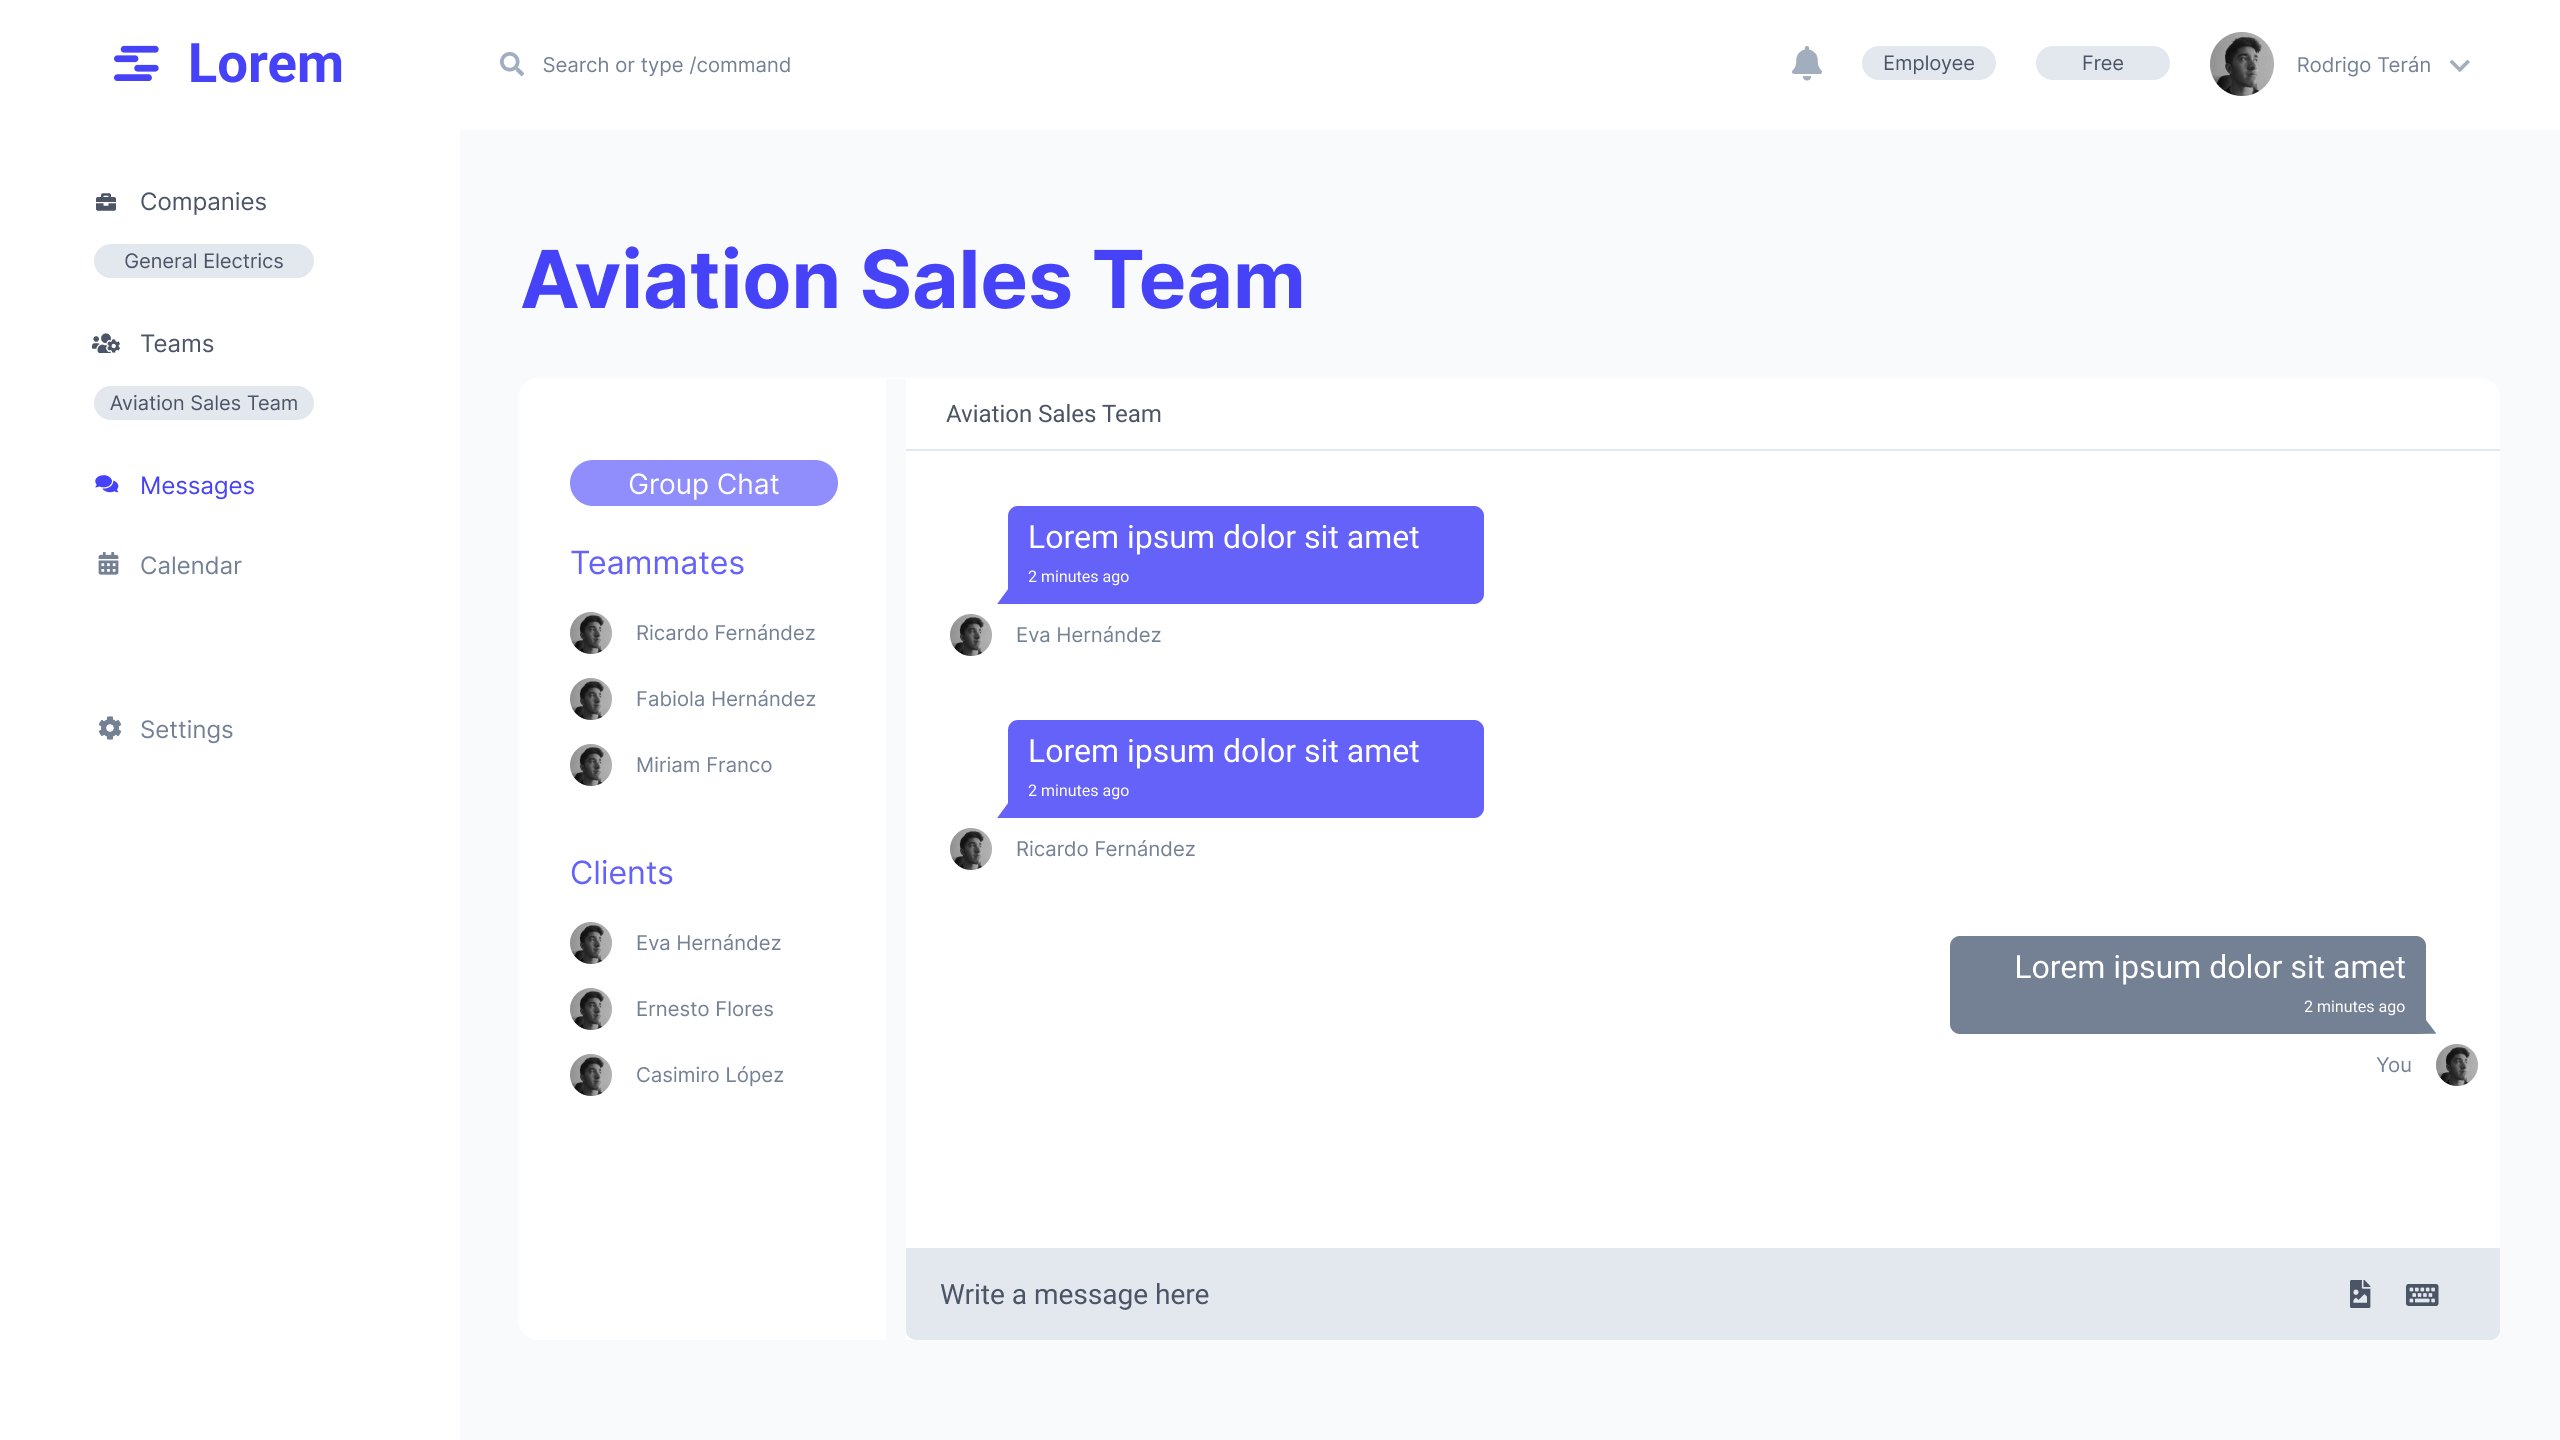 Lorem
Search or type /command
Employee
Free
Rodrigo Terán
Companies
General Electrics
Teams
Aviation Sales Team
Messages
Calendar
Settings
Aviation Sales Team
Group Chat
Teammates
Ricardo Fernández
Fabiola Hernández
Miriam Franco
Clients
Eva Hernández
Ernesto Flores
Casimiro López
Aviation Sales Team
Lorem ipsum dolor sit amet
2 minutes ago
Eva Hernández
Lorem ipsum dolor sit amet
2 minutes ago
Ricardo Fernández
Lorem ipsum dolor sit amet
2 minutes ago
You
Write a message here